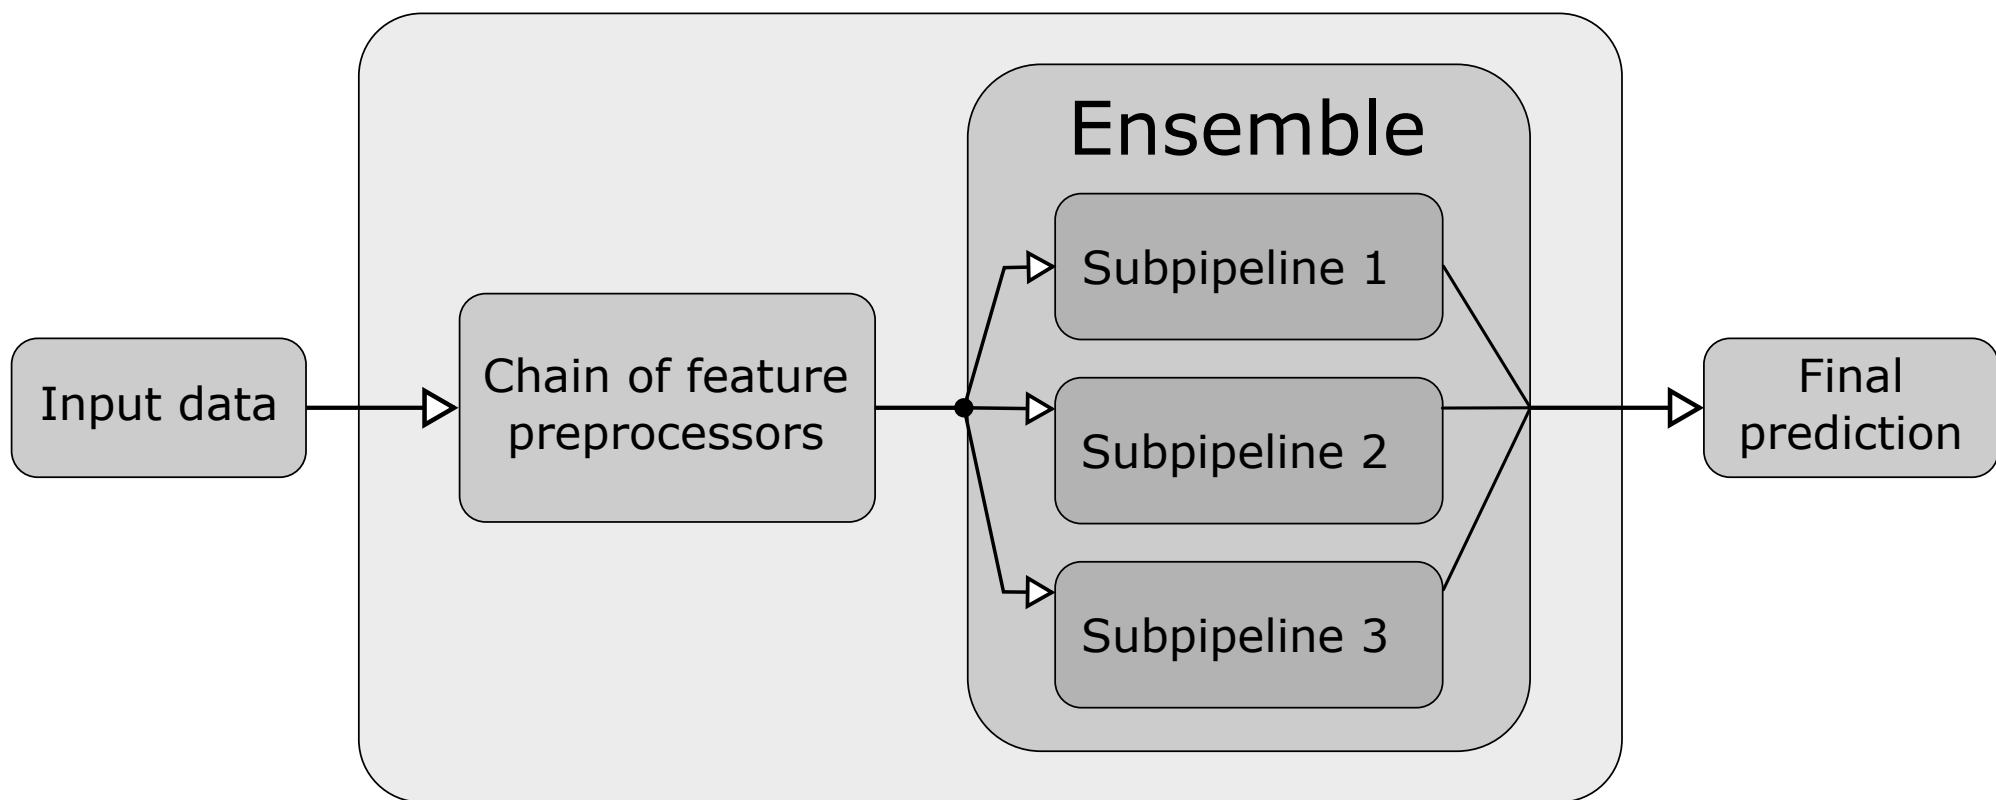 Ensemble
Subpipeline 1
Input data
Chain of feature
preprocessors
Subpipeline 2
Subpipeline 3
Final
prediction